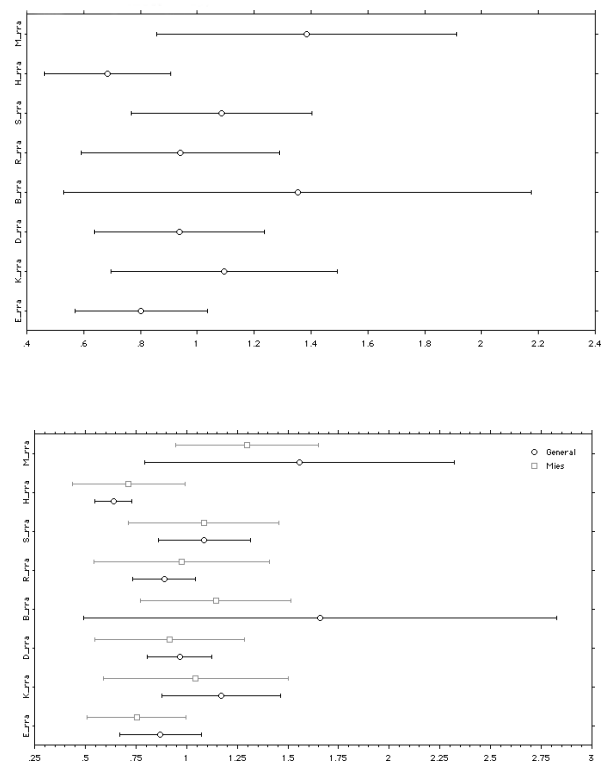 M_rra
H_rra
S_rra
R_rra
B_rra
D_rra
K_rra
E_rra
.4 .6 .8 1 1.2 1.4 1.6 1.8 2 2.2 2.4
General
Mies
M_rra
H_rra
S_rra
R_rra
B_rra
D_rra
K_rra
E_rra
.25 .5 .75 1 1.25 1.5 1.75 2 2.25 2.5 2.75 3